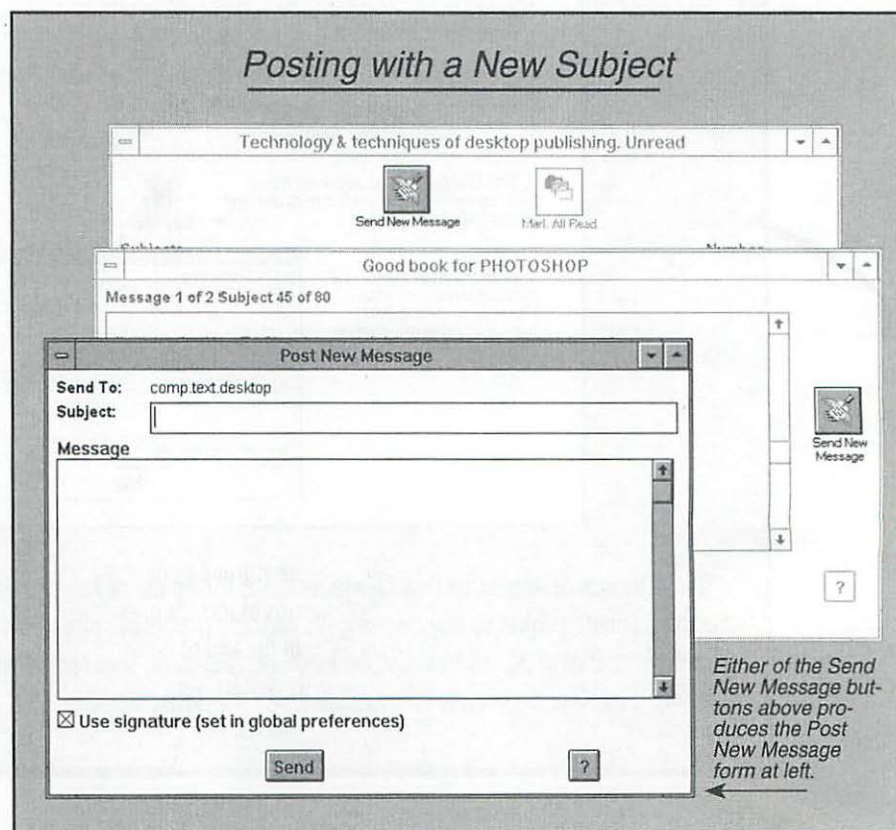 Posting with a New Subject
Technology & techniques of desktop publishing. Unread
Send New Message
Mark All Read
Subjects
Number
Good book for PHOTOSHOP
Message 1 of 2 Subject 45 of 80
Send New
Message
?
Post New Message
Send To: comp.text.desktop
Subject:
Message
Use signature (set in global preferences)
Send
?
Either of the Send
New Message but-
tons above pro-
duces the Post
New Message
form at left.